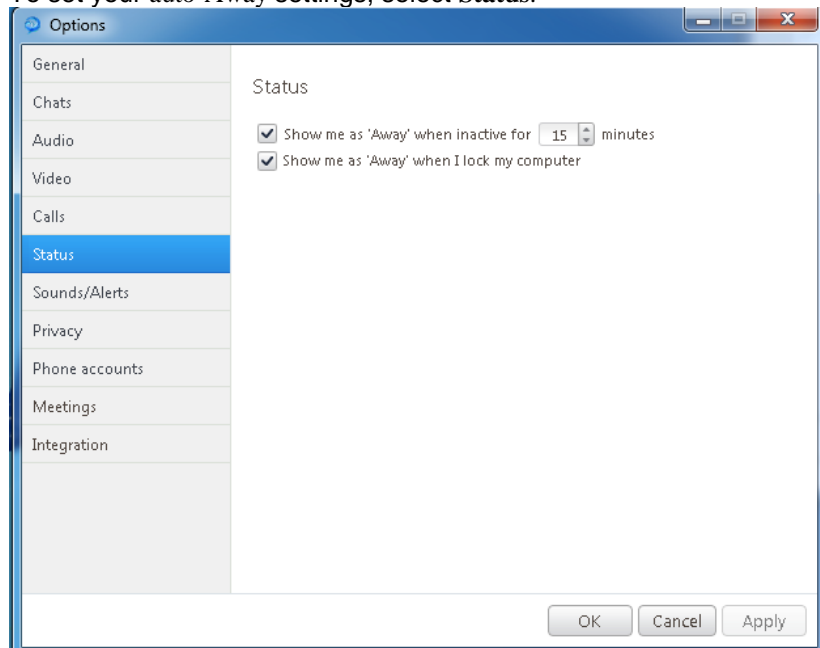 To set your auto-Away settings, select Status.
Options
General
Chats
Audio
Video
Calls
Status
Sounds/Alerts
Privacy
Phone accounts
Meetings
Integration
Status
Show me as 'Away' when inactive for 15 minutes
Show me as 'Away' when I lock my computer
OK Cancel Apply